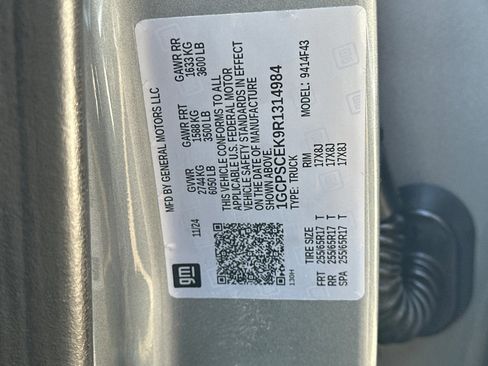 MFD BY GENERAL MOTORS LLC
GVWR GAWR FRT GAWR RR
11/24 2744 KG 1588 KG 1633 KG
6050 LB 3500 LB 3600 LB
THIS VEHICLE CONFORMS TO ALL
APPLICABLE U.S. FEDERAL MOTOR
VEHICLE SAFETY STANDARDS IN EFFECT
ON THE DATE OF MANUFACTURE
SHOWN ABOVE.
1GCPSCEK9R1314984
TYPE: TRUCK MODEL: 9414F43
gm
130H
TIRE SIZE RIM
FRT 255/65R17 T 17X8J
RR 255/65R17 T 17X8J
SPA 255/65R17 T 17X8J